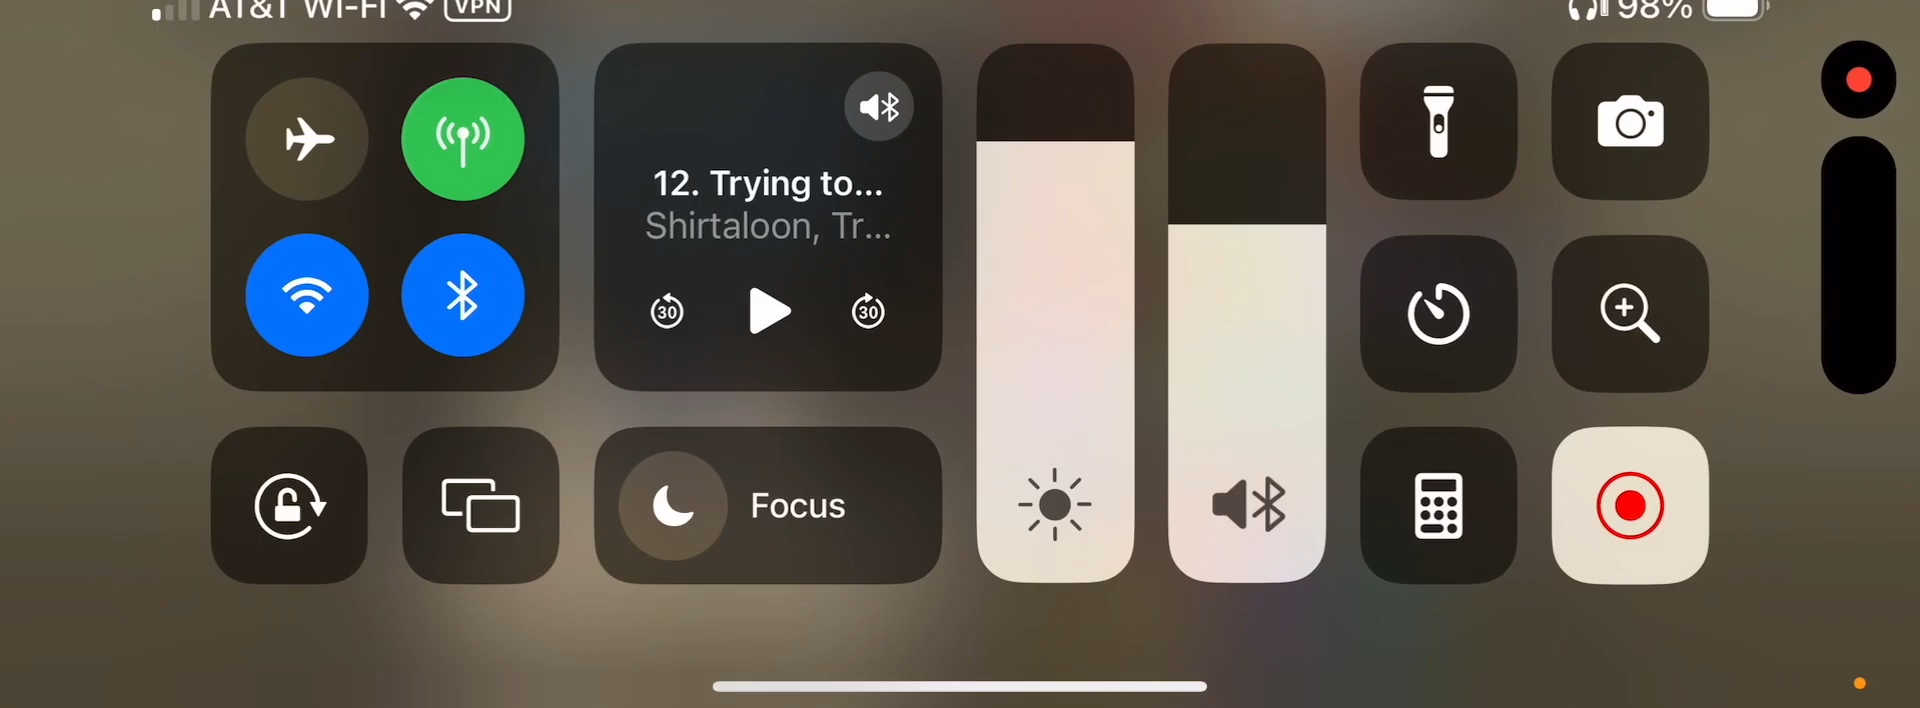 AT&T WI-FI VPN
98%
12. Trying to...
Shirtaloon, Tr...
30
30
Focus